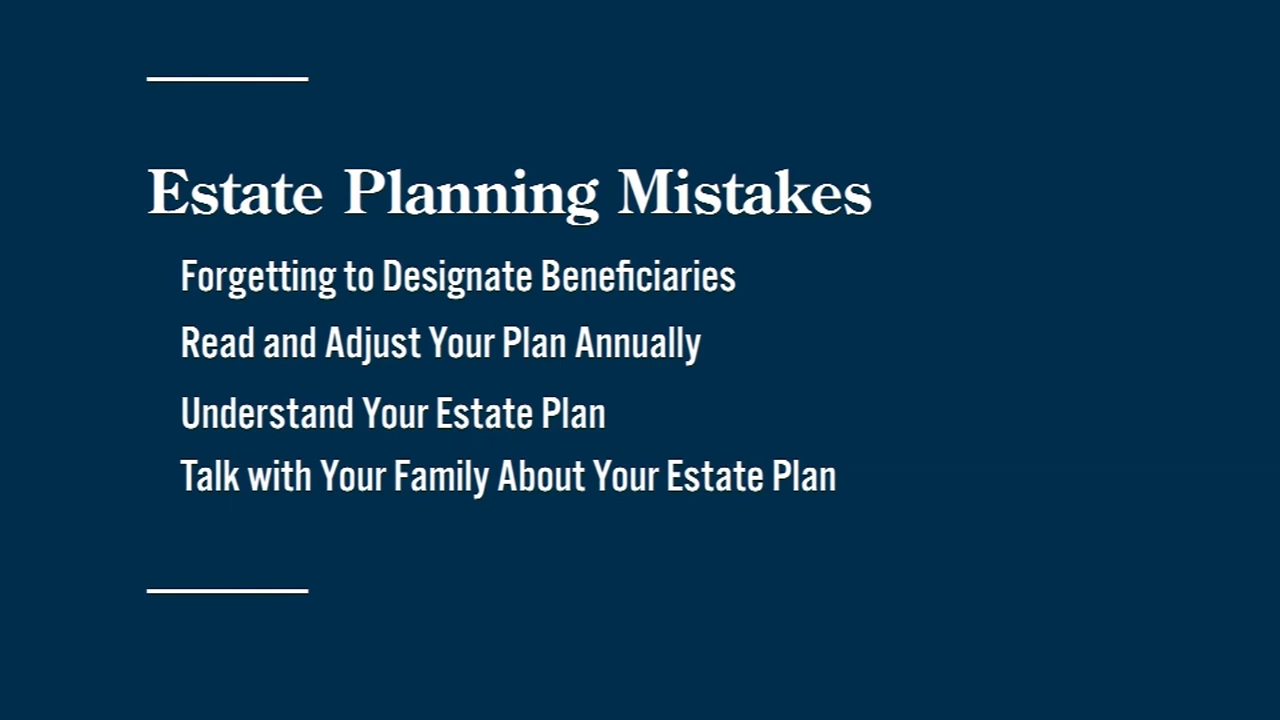 Estate Planning Mistakes
Forgetting to Designate Beneficiaries
Read and Adjust Your Plan Annually
Understand Your Estate Plan
Talk with Your Family About Your Estate Plan